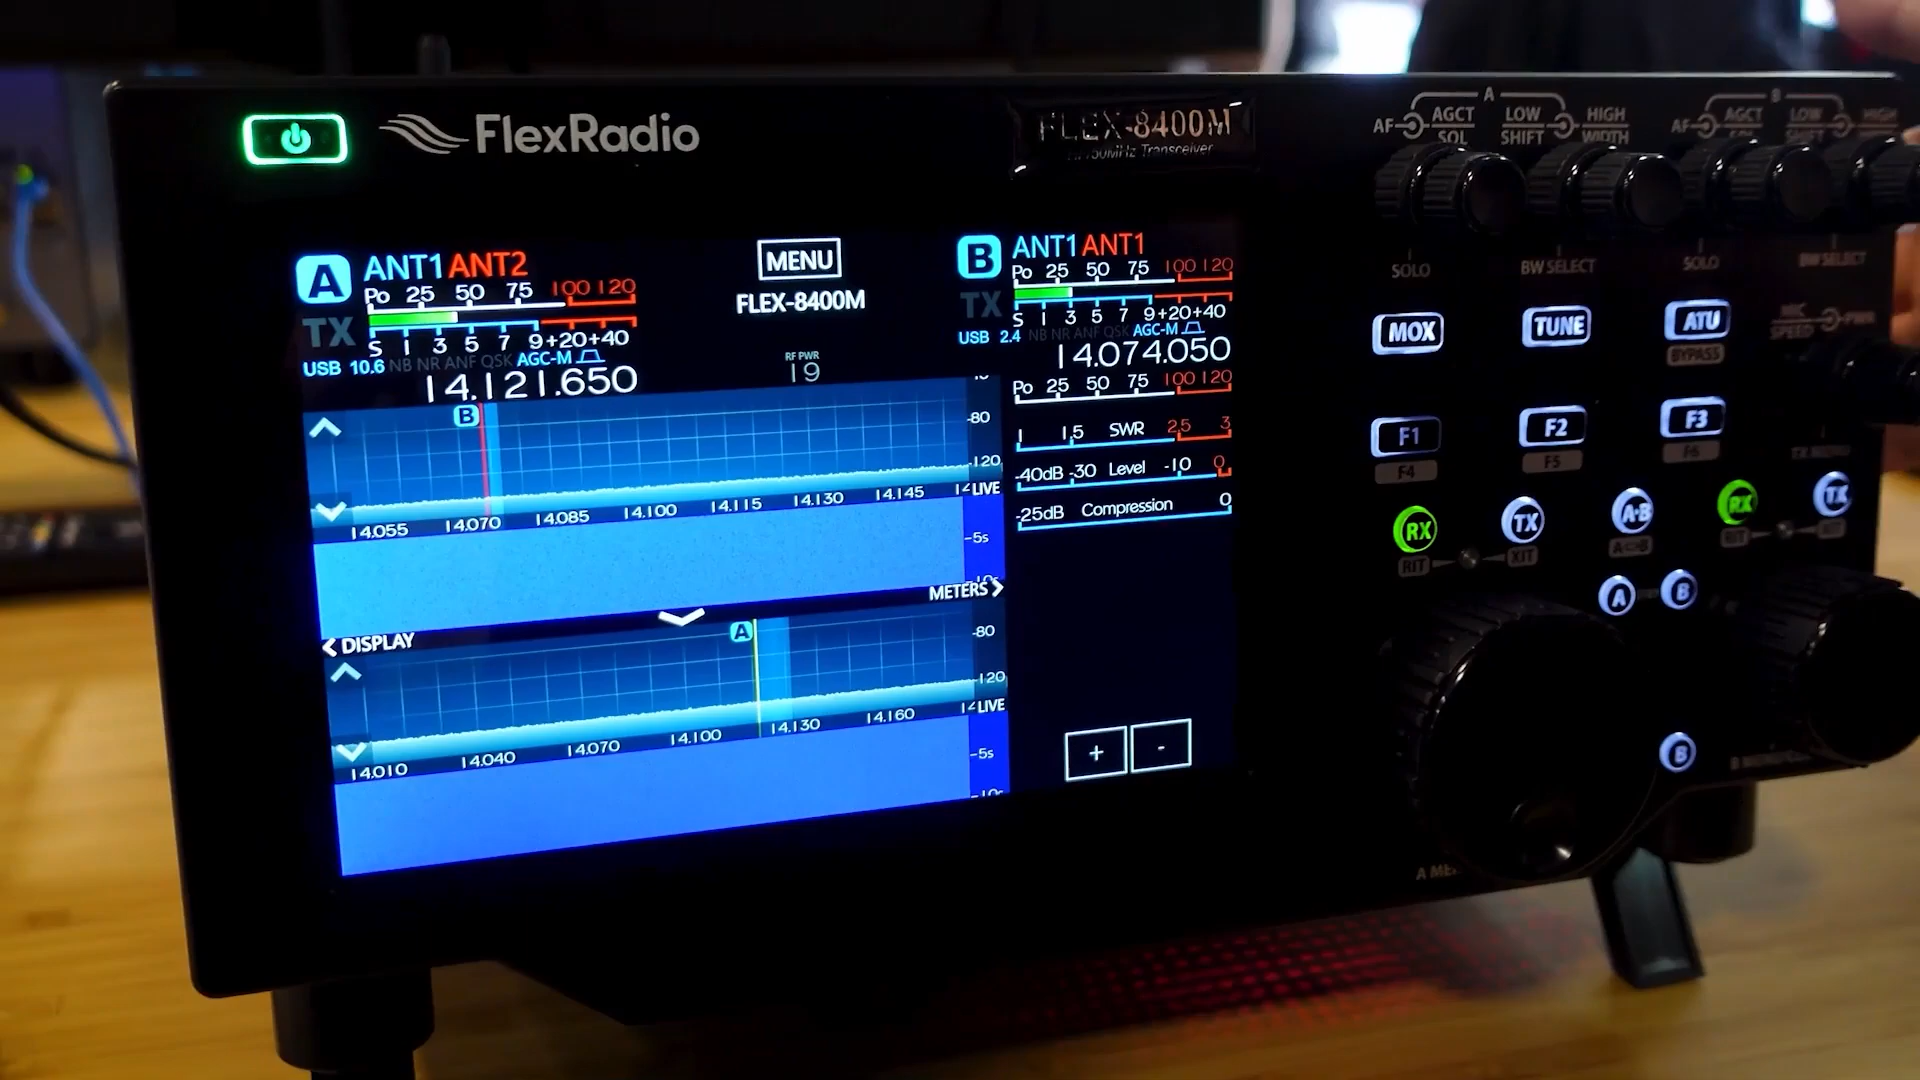 FlexRadio
FLEX-8400M
Transceiver
A
ANT1 ANT2
Po 25 50 75 100 120
TX
S 1 3 5 7 9 +20 +40
USB 10.6 NB NR ANF QSK AGC-M
14.121.650
MENU
FLEX-8400M
RF PWR
19
B
ANT1 ANT1
Po 25 50 75 100 120
TX
S 1 3 5 7 9 +20 +40
USB 2.4 NB NR ANF QSK AGC-M
14.074.050
Po 25 50 75 100 120
1 1.5 SWR 2.5 3
-40dB -30 Level -10 0
-25dB Compression 0
B
-80
-120
14.055 14.070 14.085 14.100 14.115 14.130 14.145
LIVE
-5s
METERS
DISPLAY
A
-80
-120
14.010 14.040 14.070 14.100 14.130 14.160
LIVE
-5s
+ -
A
AF AGCT SQL LOW SHIFT HIGH WIDTH
B
AF AGCT LOW SHIFT HIGH
SOLO BW SELECT SOLO BW SELECT
MOX TUNE ATU
BYPASS
MIC
SPEED
PWR
F1 F2 F3
F4 F5 F6
RX TX A·B RX TX
RIT XIT A<>B RIT XIT
A B
B